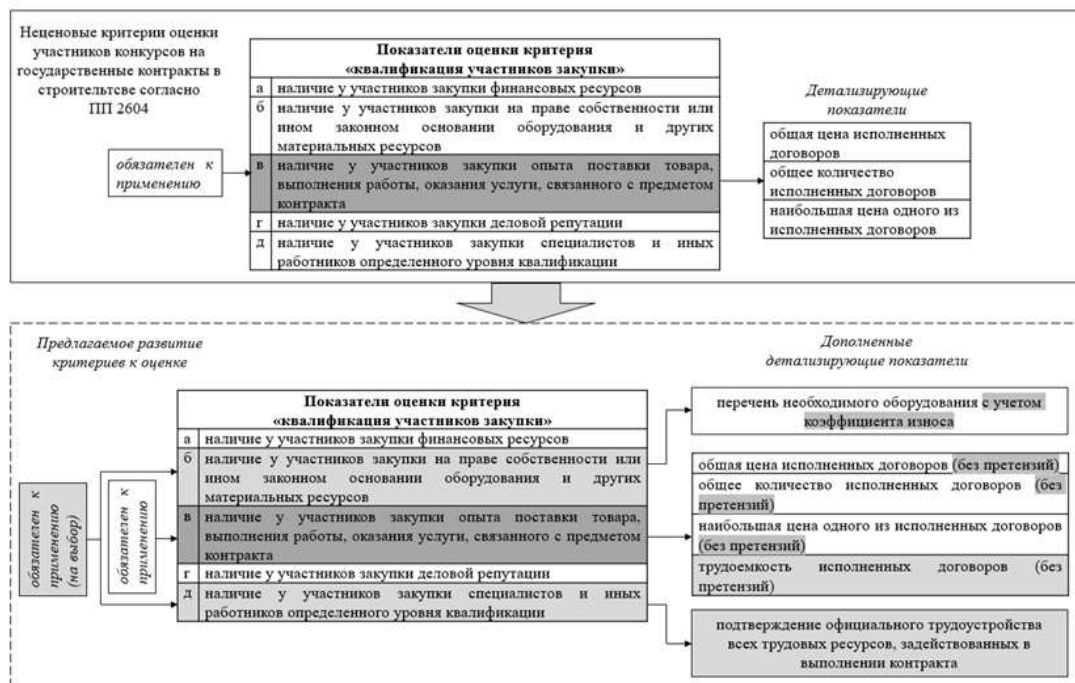 Неценовые критерии оценки
участников конкурсов на
государственные контракты в
строительтсве согласно
ПП 2604
обязателен к
применению
Показатели оценки критерия
«квалификация участников закупки»
а наличие у участников закупки финансовых ресурсов
б наличие у участников закупки на праве собственности или
ином законном основании оборудования и других
материальных ресурсов
в наличие у участников закупки опыта поставки товара,
выполнения работы, оказания услуги, связанного с предметом
контракта
г наличие у участников закупки деловой репутации
д наличие у участников закупки специалистов и иных
работников определенного уровня квалификации
Детализирующие
показатели
общая цена исполненных
договоров
общее количество
исполненных договоров
наибольшая цена одного из
исполненных договоров
Предлагаемое развитие
критериев к оценке
обязателен к
применению
(на выбор)
обязателен к
применению
Показатели оценки критерия
«квалификация участников закупки»
а наличие у участников закупки финансовых ресурсов
б наличие у участников закупки на праве собственности или
ином законном основании оборудования и других
материальных ресурсов
в наличие у участников закупки опыта поставки товара,
выполнения работы, оказания услуги, связанного с предметом
контракта
г наличие у участников закупки деловой репутации
д наличие у участников закупки специалистов и иных
работников определенного уровня квалификации
Дополненные
детализирующие показатели
перечень необходимого оборудования с учетом
коэффициента износа
общая цена исполненных договоров (без претензий)
общее количество исполненных договоров (без
претензий)
наибольшая цена одного из исполненных договоров
(без претензий)
трудоемкость исполненных договоров (без
претензий)
подтверждение официального трудоустройства
всех трудовых ресурсов, задействованных в
выполнении контракта